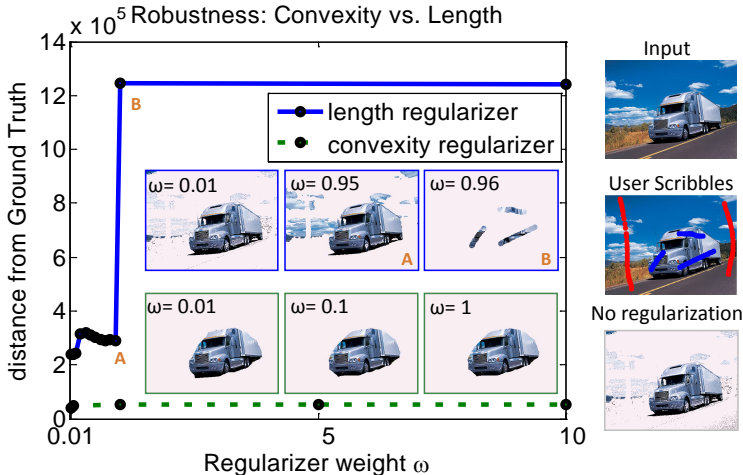 Robustness: Convexity vs. Length
x 10⁵
14
12
10
8
6
4
2
0
distance from Ground Truth
B
length regularizer
convexity regularizer
ω= 0.01
ω= 0.95
ω= 0.96
A
B
A
ω= 0.01
ω= 0.1
ω= 1
0.01
5
10
Regularizer weight ω
Input
User Scribbles
No regularization